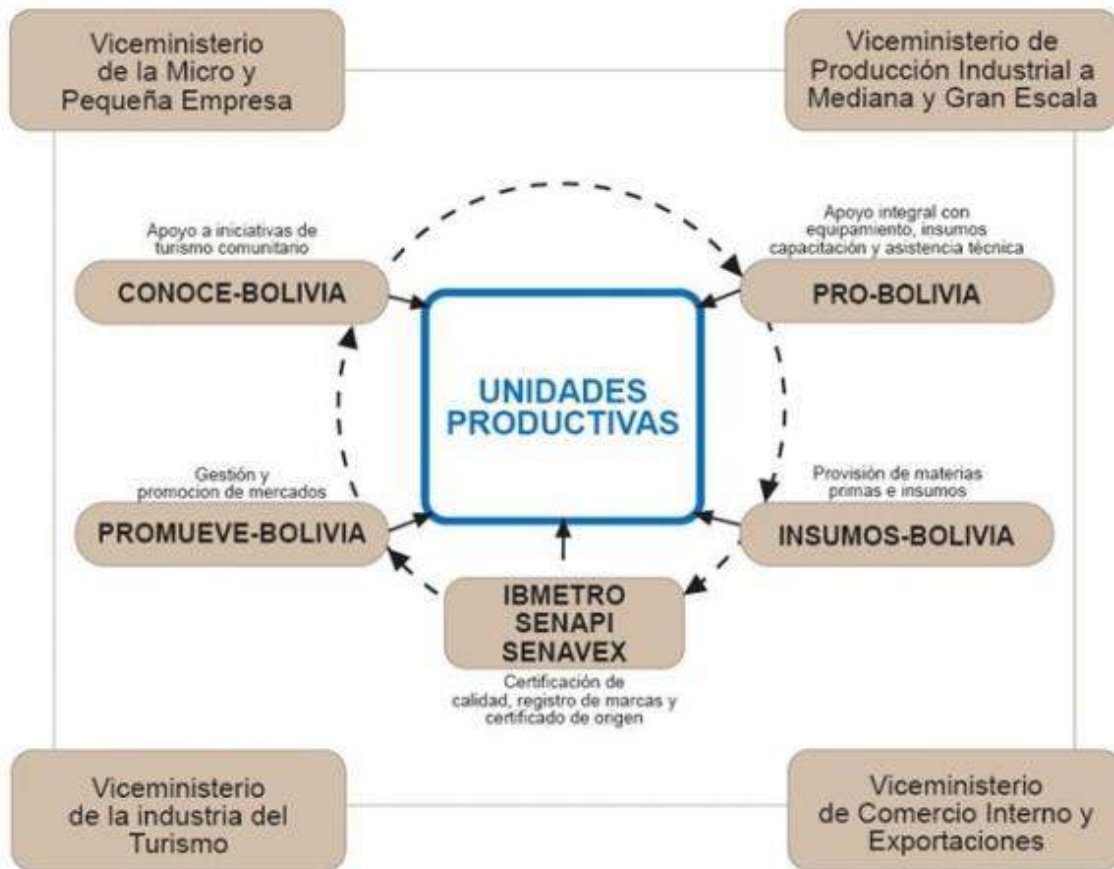 Viceministerio
de la Micro y
Pequeña Empresa
Viceministerio de
Producción Industrial a
Mediana y Gran Escala
Apoyo a iniciativas de
turismo comunitario
CONOCE-BOLIVIA
Apoyo integral con
equipamiento, insumos
capacitación y asistencia técnica
PRO-BOLIVIA
UNIDADES
PRODUCTIVAS
Gestión y
promocion de mercados
PROMUEVE-BOLIVIA
Provisión de materias
primas e insumos
INSUMOS-BOLIVIA
IBMETRO
SENAPI
SENAVEX
Certificación de
calidad, registro de marcas y
certificado de origen
Viceministerio
de la industria del
Turismo
Viceministerio
de Comercio Interno y
Exportaciones